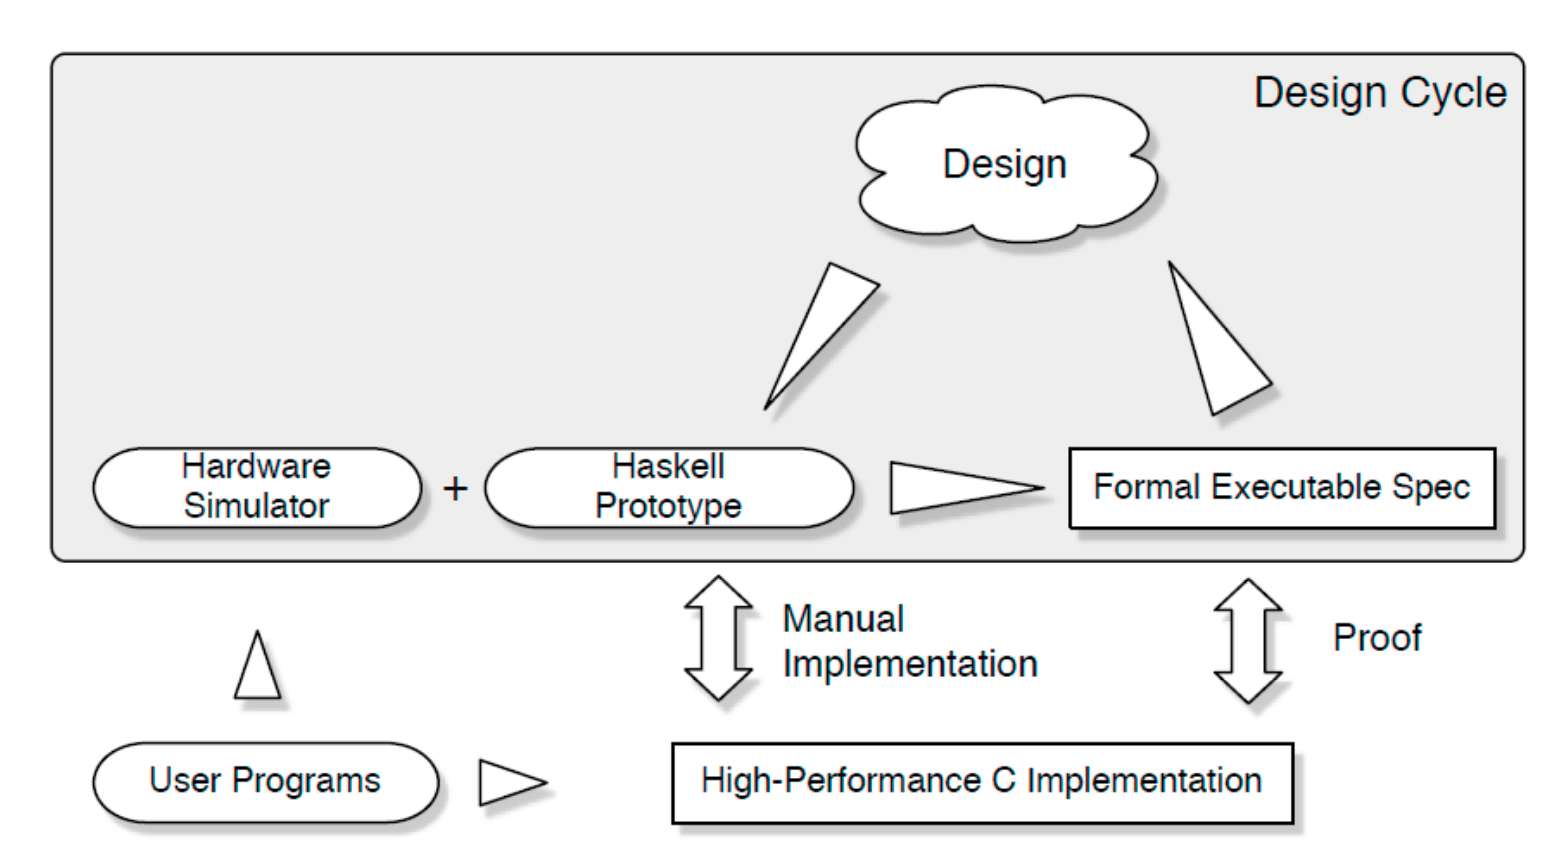 Design Cycle
Design
Hardware
Simulator
+
Haskell
Prototype
Formal Executable Spec
Manual
Implementation
Proof
User Programs
High-Performance C Implementation